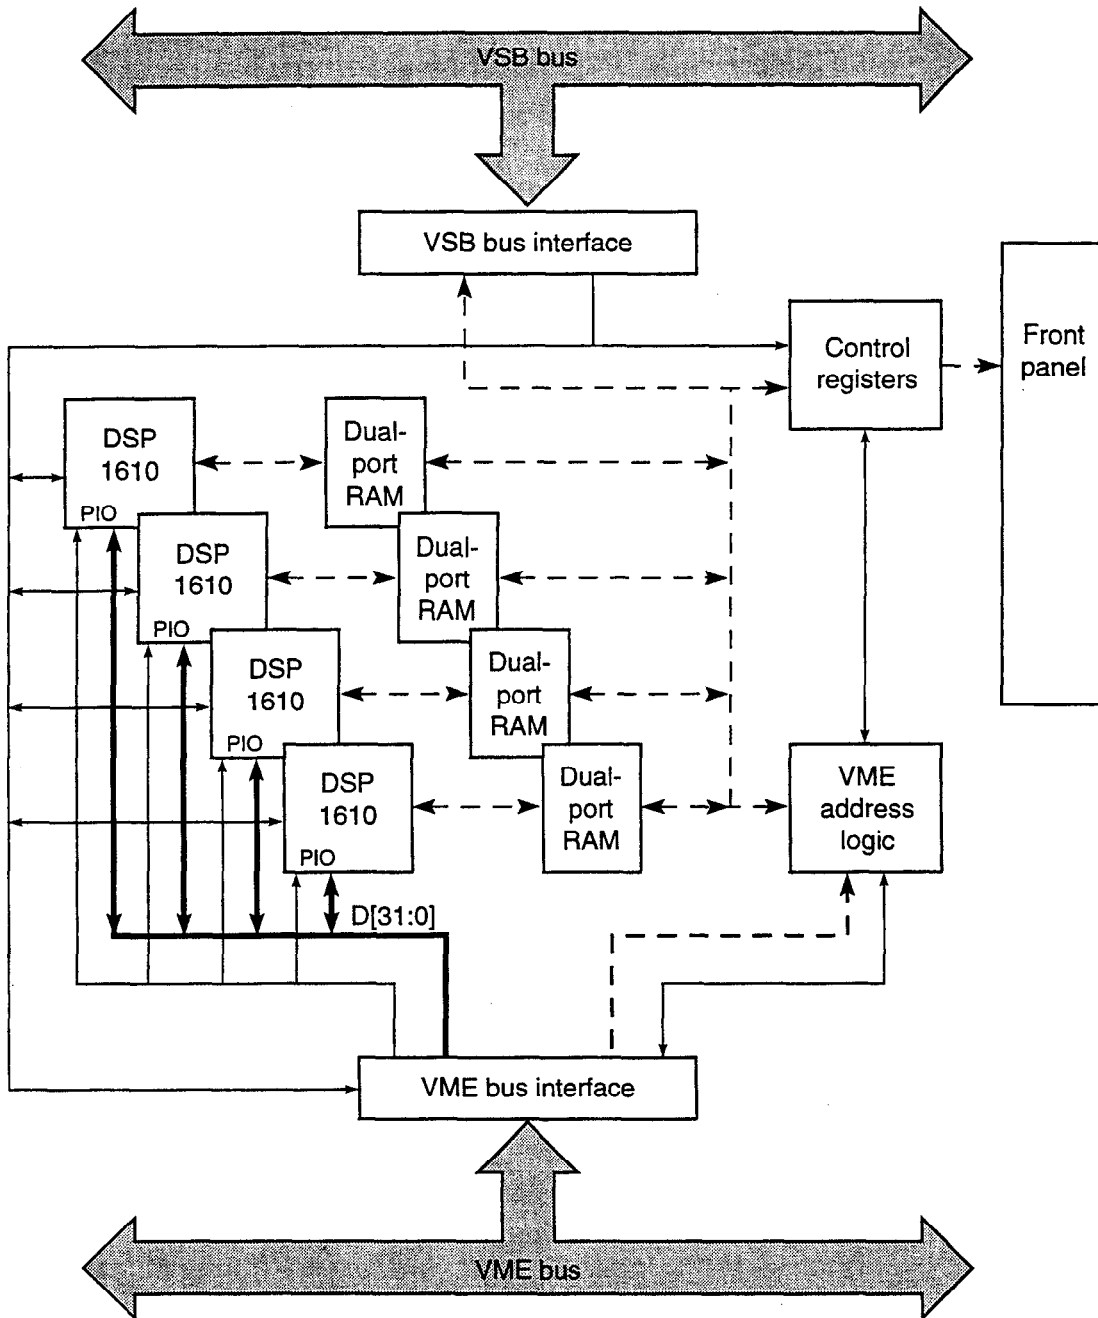 VSB bus
VSB bus interface
Control
registers
Front
panel
DSP
1610
PIO
Dual-
port
RAM
DSP
1610
PIO
Dual-
port
RAM
DSP
1610
PIO
Dual-
port
RAM
DSP
1610
PIO
Dual-
port
RAM
VME
address
logic
D[31:0]
VME bus interface
VME bus